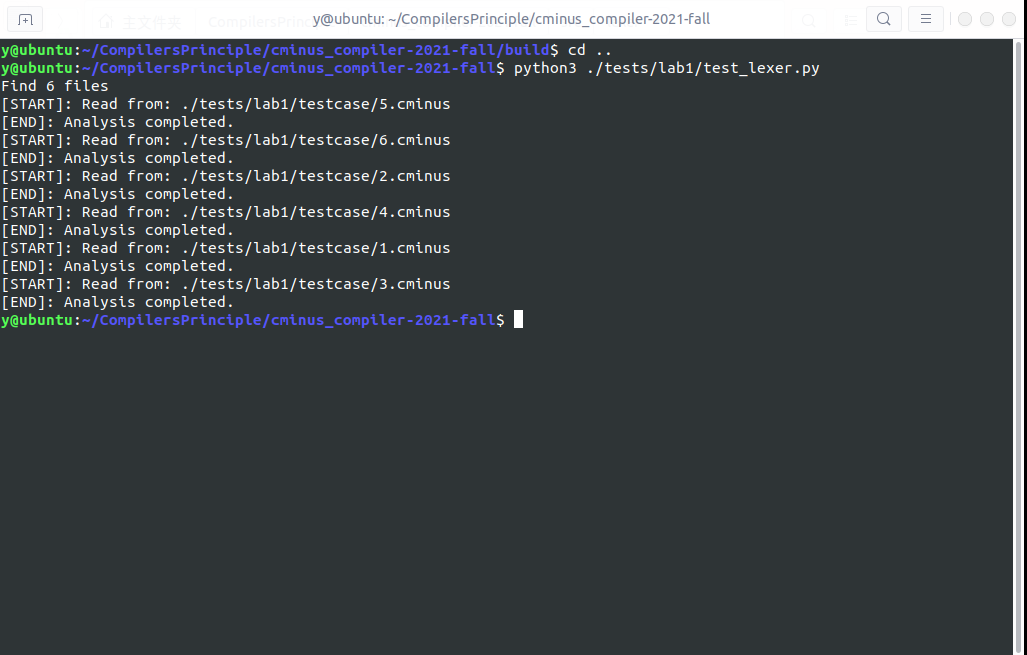 y@ubuntu: ~/CompilersPrinciple/cminus_compiler-2021-fall
y@ubuntu:~/CompilersPrinciple/cminus_compiler-2021-fall/build$ cd ..
y@ubuntu:~/CompilersPrinciple/cminus_compiler-2021-fall$ python3 ./tests/lab1/test_lexer.py
Find 6 files
[START]: Read from: ./tests/lab1/testcase/5.cminus
[END]: Analysis completed.
[START]: Read from: ./tests/lab1/testcase/6.cminus
[END]: Analysis completed.
[START]: Read from: ./tests/lab1/testcase/2.cminus
[END]: Analysis completed.
[START]: Read from: ./tests/lab1/testcase/4.cminus
[END]: Analysis completed.
[START]: Read from: ./tests/lab1/testcase/1.cminus
[END]: Analysis completed.
[START]: Read from: ./tests/lab1/testcase/3.cminus
[END]: Analysis completed.
y@ubuntu:~/CompilersPrinciple/cminus_compiler-2021-fall$